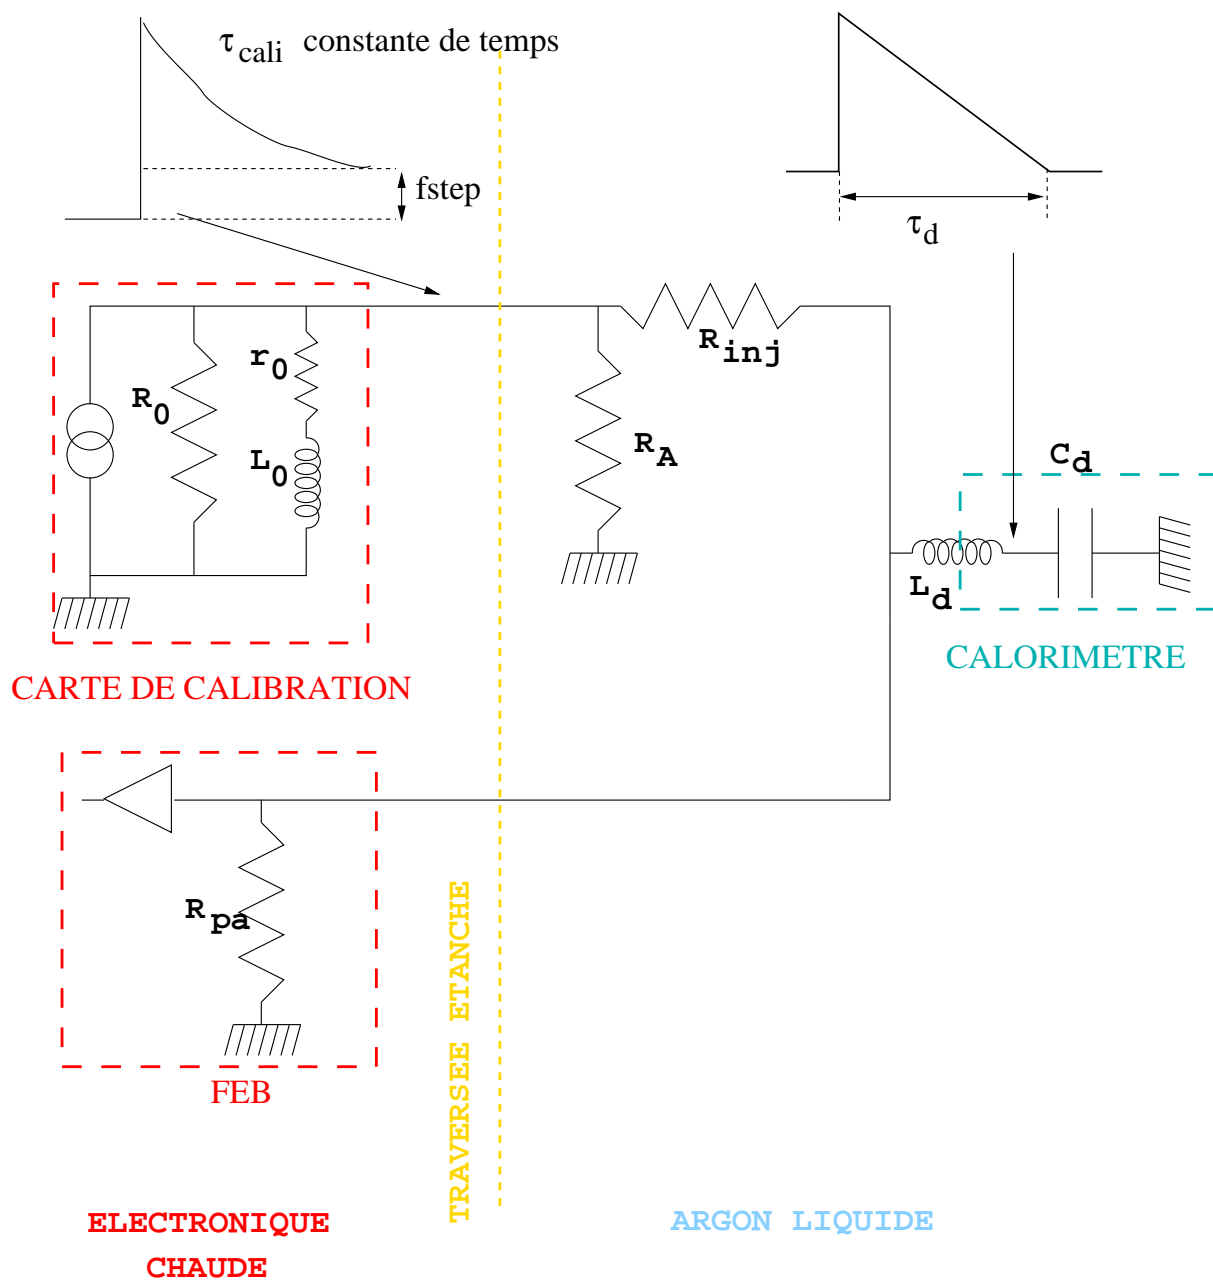 τcali constante de temps
fstep
τd
Rinj
r0
R0
L0
RA
Cd
Ld
CALORIMETRE
CARTE DE CALIBRATION
Rpa
FEB
TRAVERSEE ETANCHE
ELECTRONIQUE
CHAUDE
ARGON LIQUIDE